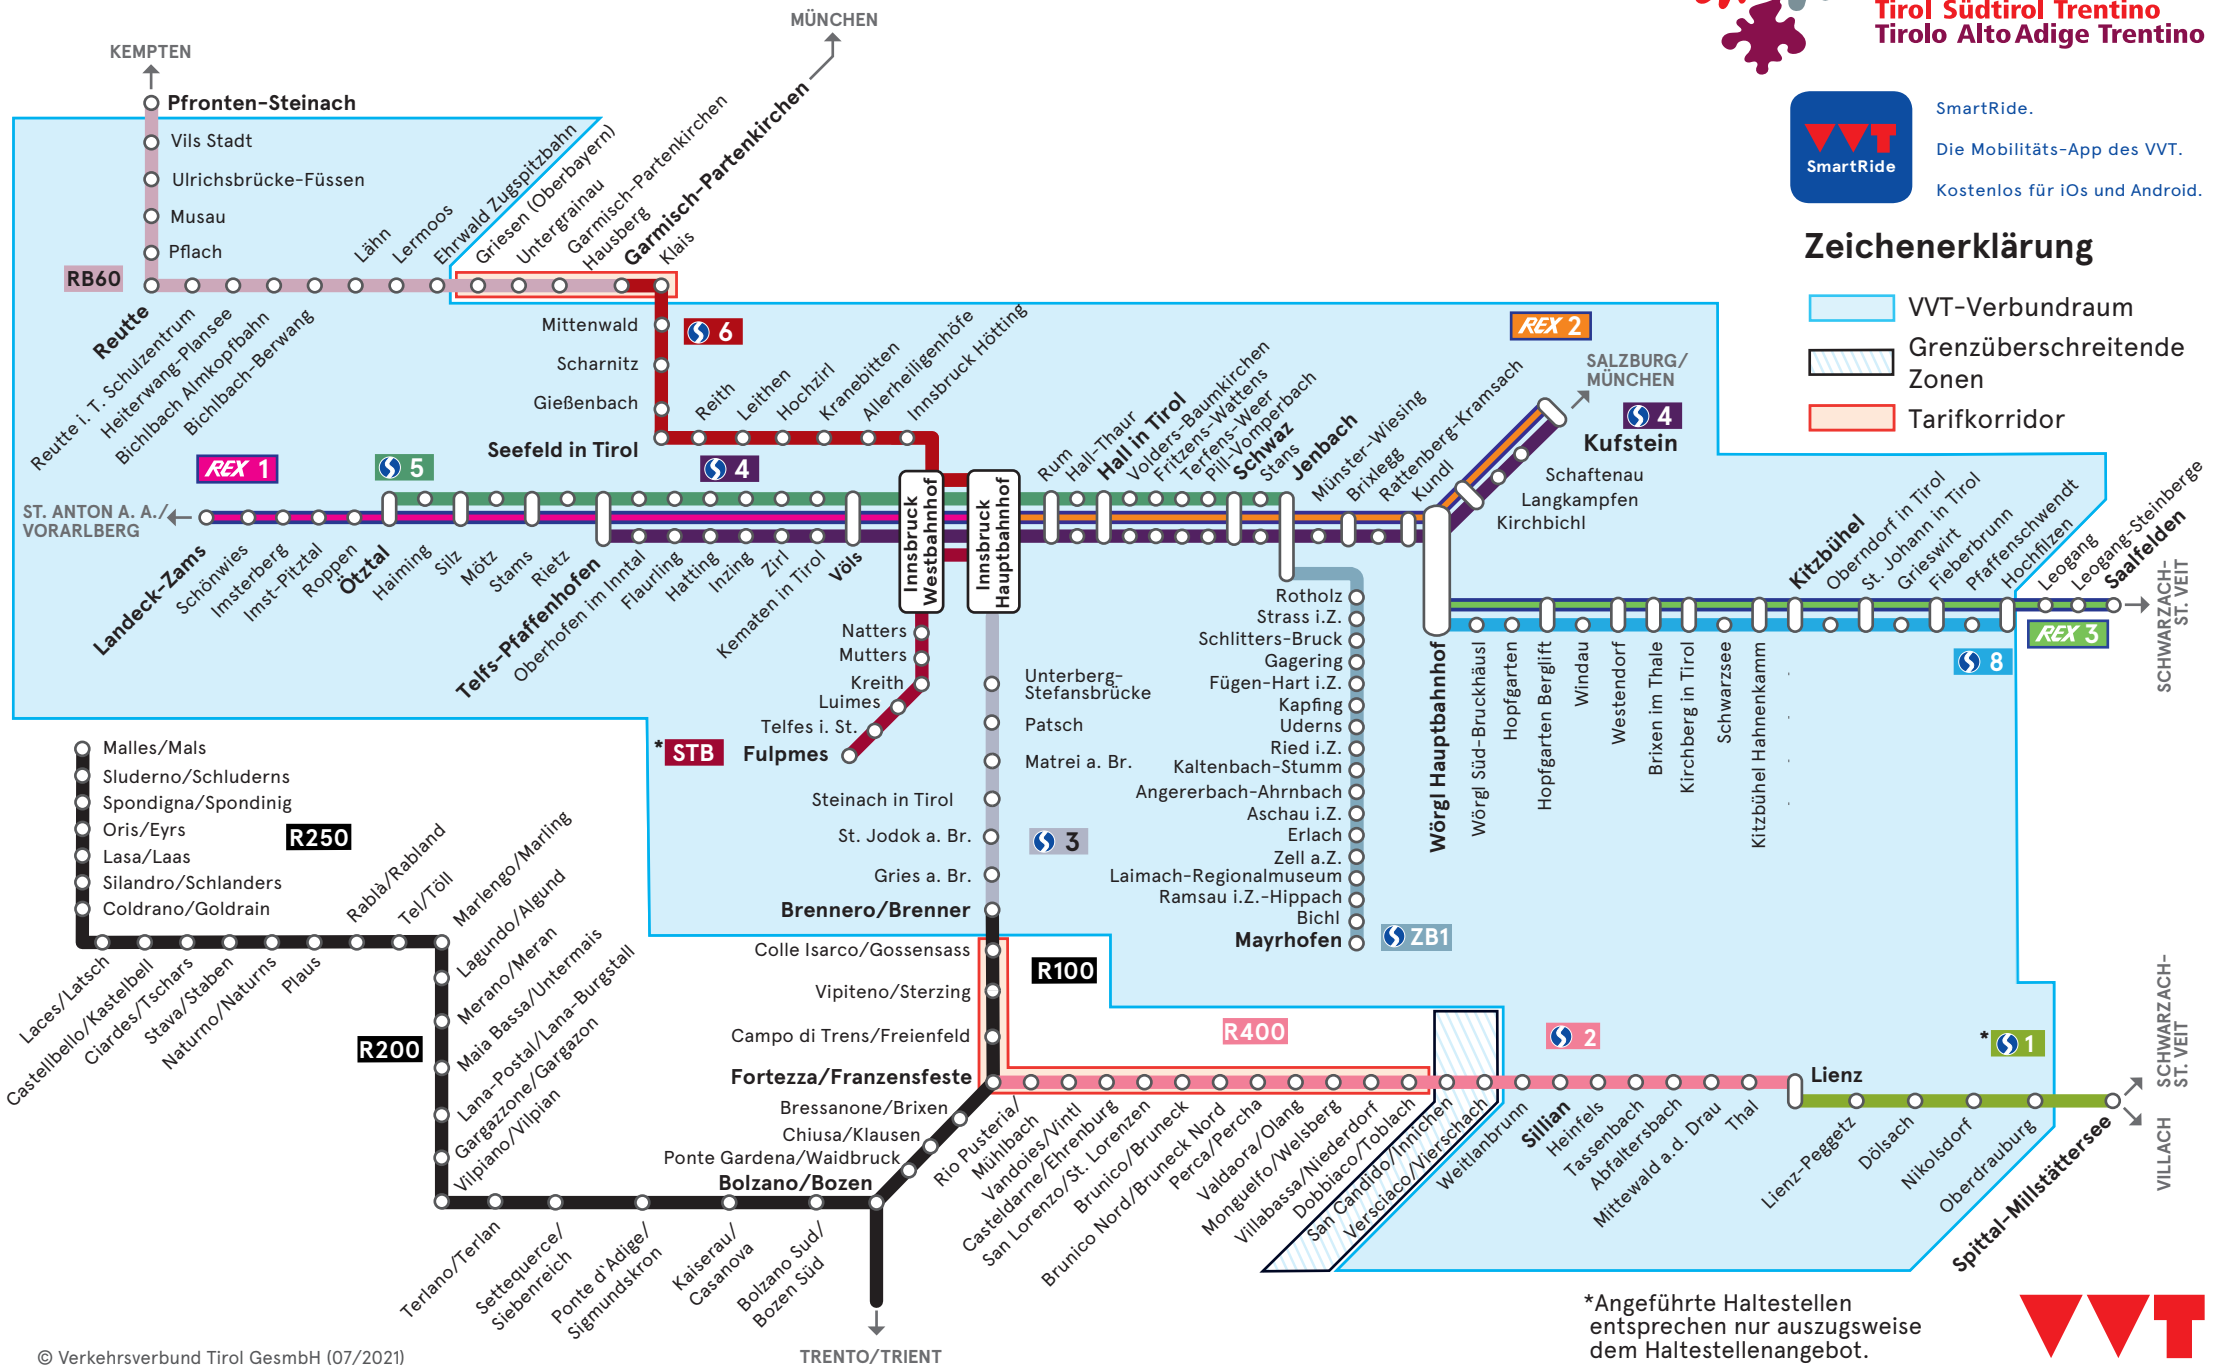 MÜNCHEN
KEMPTEN
Tirol Südtirol Trentino
Tirolo Alto Adige Trentino
VVT
SmartRide
SmartRide.
Die Mobilitäts-App des VVT.
Kostenlos für iOs und Android.
Zeichenerklärung
VVT-Verbundraum
Grenzüberschreitende
Zonen
Tarifkorridor
Pfronten-Steinach
Vils Stadt
Ulrichsbrücke-Füssen
Musau
Pflach
RB60
Reutte
Reutte i. T. Schulzentrum
Heiterwang-Plansee
Bichlbach Almkopfbahn
Bichlbach-Berwang
Lähn
Lermoos
Ehrwald Zugspitzbahn
Griesen (Oberbayern)
Untergrainau
Garmisch-Partenkirchen
Hausberg
Garmisch-Partenkirchen
Klais
Mittenwald
Scharnitz
Gießenbach
Seefeld in Tirol
S 6
Reith
Leithen
Hochzirl
Kranebitten
Allerheiligenhöfe
Innsbruck Hötting
REX 1
S 5
S 4
ST. ANTON A. A./
VORARLBERG
Landeck-Zams
Schönwies
Imsterberg
Imst-Pitztal
Roppen
Ötztal
Haiming
Silz
Mötz
Stams
Rietz
Telfs-Pfaffenhofen
Oberhofen im Inntal
Flaurling
Hatting
Inzing
Zirl
Kematen in Tirol
Völs
Innsbruck
Westbahnhof
Innsbruck
Hauptbahnhof
Rum
Hall-Thaur
Hall in Tirol
Volders-Baumkirchen
Fritzens-Wattens
Terfens-Weer
Pill-Vomperbach
Schwaz
Stans
Jenbach
Münster-Wiesing
Brixlegg
Rattenberg-Kramsach
Kundl
REX 2
SALZBURG/
MÜNCHEN
S 4
Kufstein
Schaftenau
Langkampfen
Kirchbichl
Wörgl Hauptbahnhof
Wörgl Süd-Bruckhäusl
Hopfgarten
Hopfgarten Berglift
Windau
Westendorf
Brixen im Thale
Kirchberg in Tirol
Schwarzsee
Kitzbühel Hahnenkamm
Kitzbühel
Oberndorf in Tirol
St. Johann in Tirol
Grieswirt
Fieberbrunn
Pfaffenschwendt
Hochfilzen
Leogang
Leogang-Steinberge
Saalfelden
REX 3
S 8
SCHWARZACH-
ST. VEIT
Natters
Mutters
Kreith
Luimes
Telfes i. St.
Fulpmes
* STB
Unterberg-
Stefansbrücke
Patsch
Matrei a. Br.
Steinach in Tirol
St. Jodok a. Br.
Gries a. Br.
Brennero/Brenner
S 3
Rotholz
Strass i.Z.
Schlitters-Bruck
Gagering
Fügen-Hart i.Z.
Kapfing
Uderns
Ried i.Z.
Kaltenbach-Stumm
Angererbach-Ahrnbach
Aschau i.Z.
Erlach
Zell a.Z.
Laimach-Regionalmuseum
Ramsau i.Z.-Hippach
Bichl
Mayrhofen
S ZB1
Malles/Mals
Sluderno/Schluderns
Spondigna/Spondinig
Oris/Eyrs
Lasa/Laas
Silandro/Schlanders
Coldrano/Goldrain
R250
Laces/Latsch
Castellbello/Kastelbell
Ciardes/Tschars
Stava/Staben
Naturno/Naturns
Plaus
Rablà/Rabland
Tel/Töll
Marlengo/Marling
Lagundo/Algund
Merano/Meran
Maia Bassa/Untermais
Lana-Postal/Lana-Burgstall
Gargazzone/Gargazon
Vilpiano/Vilpian
R200
Terlano/Terlan
Settequerce/
Siebenreich
Ponte d`Adige/
Sigmundskron
Kaiserau/
Casanova
Bolzano Sud/
Bozen Süd
Bolzano/Bozen
Ponte Gardena/Waidbruck
Chiusa/Klausen
Bressanone/Brixen
Fortezza/Franzensfeste
Campo di Trens/Freienfeld
Vipiteno/Sterzing
Colle Isarco/Gossensass
R100
TRENTO/TRIENT
R400
Rio Pusteria/
Mühlbach
Vandoies/Vintl
Casteldarne/Ehrenburg
San Lorenzo/St. Lorenzen
Brunico/Bruneck
Brunico Nord/Bruneck Nord
Perca/Percha
Valdaora/Olang
Monguelfo/Welsberg
Villabassa/Niederdorf
Dobbiaco/Toblach
San Candido/Innichen
Versciaco/Vierschach
Weitlanbrunn
Sillian
Heinfels
Tassenbach
Abfaltersbach
Mittewald a.d. Drau
Thal
S 2
Lienz
Lienz-Peggetz
Dölsach
Nikolsdorf
Oberdrauburg
Spittal-Millstättersee
* S 1
SCHWARZACH-
ST. VEIT
VILLACH
*Angeführte Haltestellen
entsprechen nur auszugsweise
dem Haltestellenangebot.
VVT
© Verkehrsverbund Tirol GesmbH (07/2021)